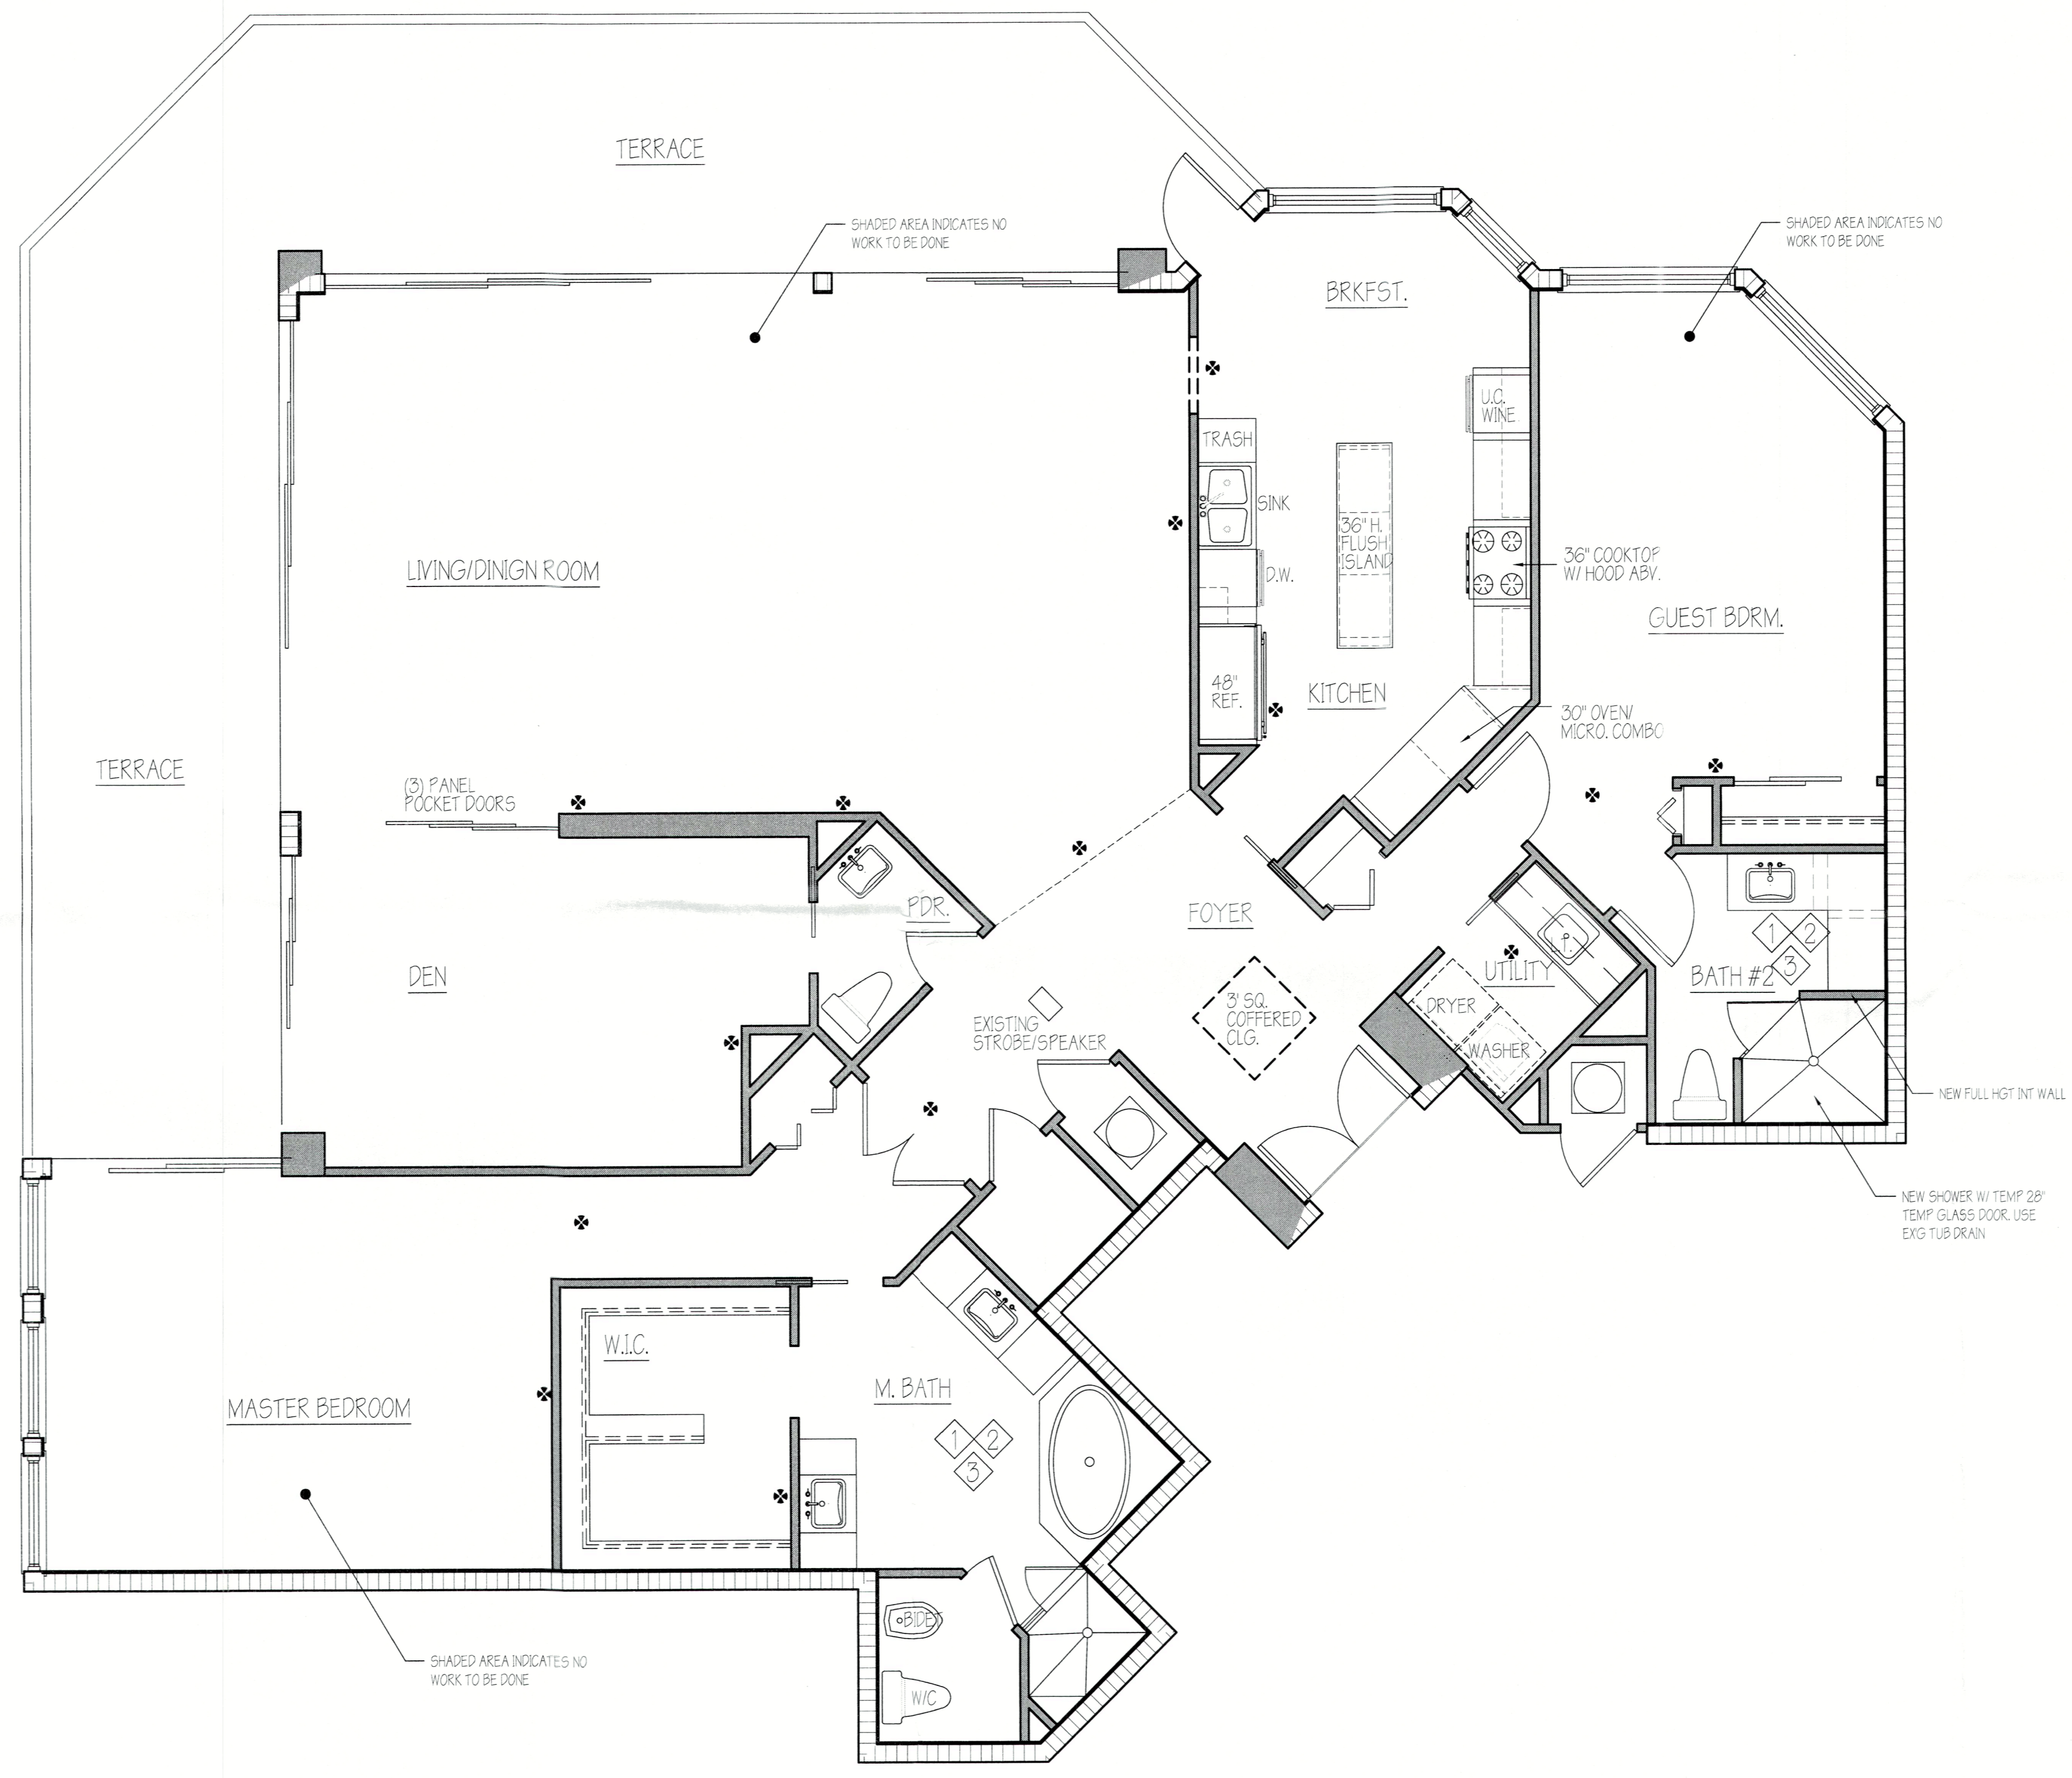 TERRACE
SHADED AREA INDICATES NO
WORK TO BE DONE
SHADED AREA INDICATES NO
WORK TO BE DONE
BRKFST.
U.C.
WINE
TRASH
SINK
36" H.
FLUSH
ISLAND
D.W.
36" COOKTOP
W/ HOOD ABV.
LIVING/DINIGN ROOM
GUEST BDRM.
48"
REF.
KITCHEN
30" OVEN/
MICRO. COMBO
TERRACE
(3) PANEL
POCKET DOORS
PDR.
FOYER
DEN
UTILITY
L.T.
BATH #2
1
2
3
DRYER
WASHER
3' SQ.
COFFERED
CLG.
EXISTING
STROBE/SPEAKER
NEW FULL HGT INT WALL
NEW SHOWER W/ TEMP 28"
TEMP GLASS DOOR. USE
EXG TUB DRAIN
W.I.C.
M. BATH
MASTER BEDROOM
1
2
3
BIDET
W/C
SHADED AREA INDICATES NO
WORK TO BE DONE